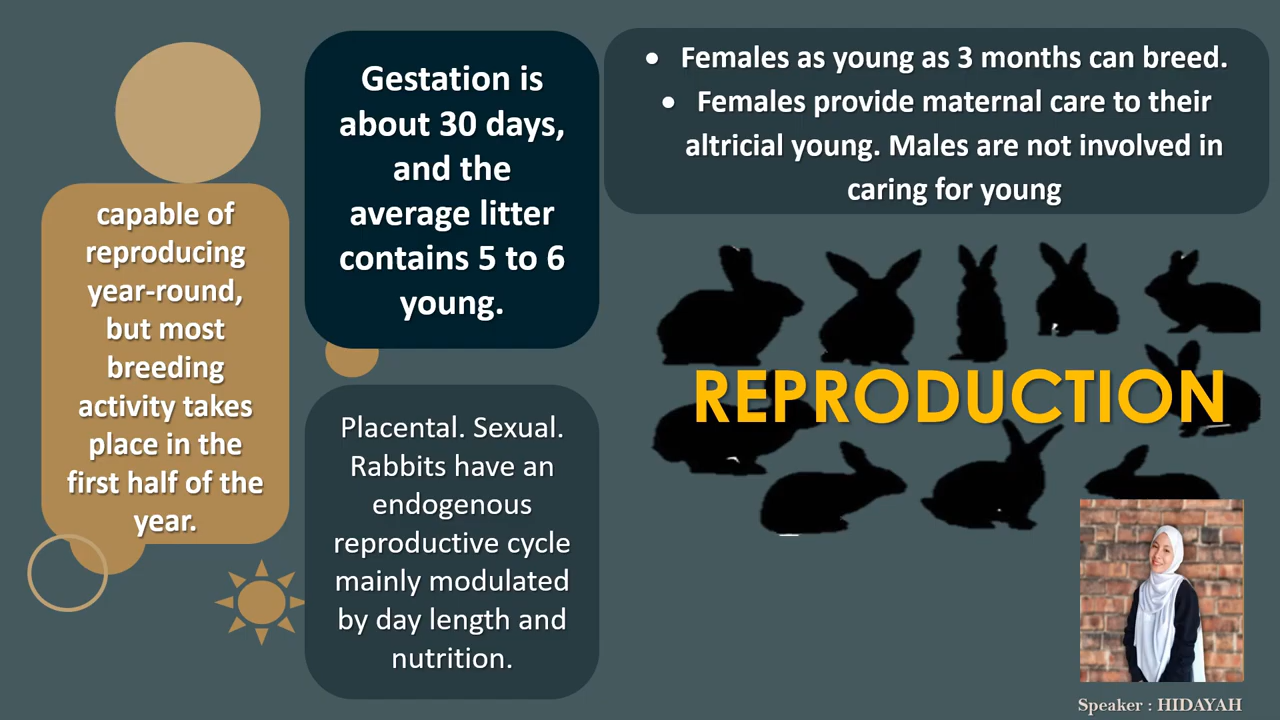 capable of
reproducing
year-round,
but most
breeding
activity takes
place in the
first half of the
year.
Gestation is
about 30 days,
and the
average litter
contains 5 to 6
young.
Placental. Sexual.
Rabbits have an
endogenous
reproductive cycle
mainly modulated
by day length and
nutrition.
• Females as young as 3 months can breed.
• Females provide maternal care to their
altricial young. Males are not involved in
caring for young
REPRODUCTION
Speaker : HIDAYAH